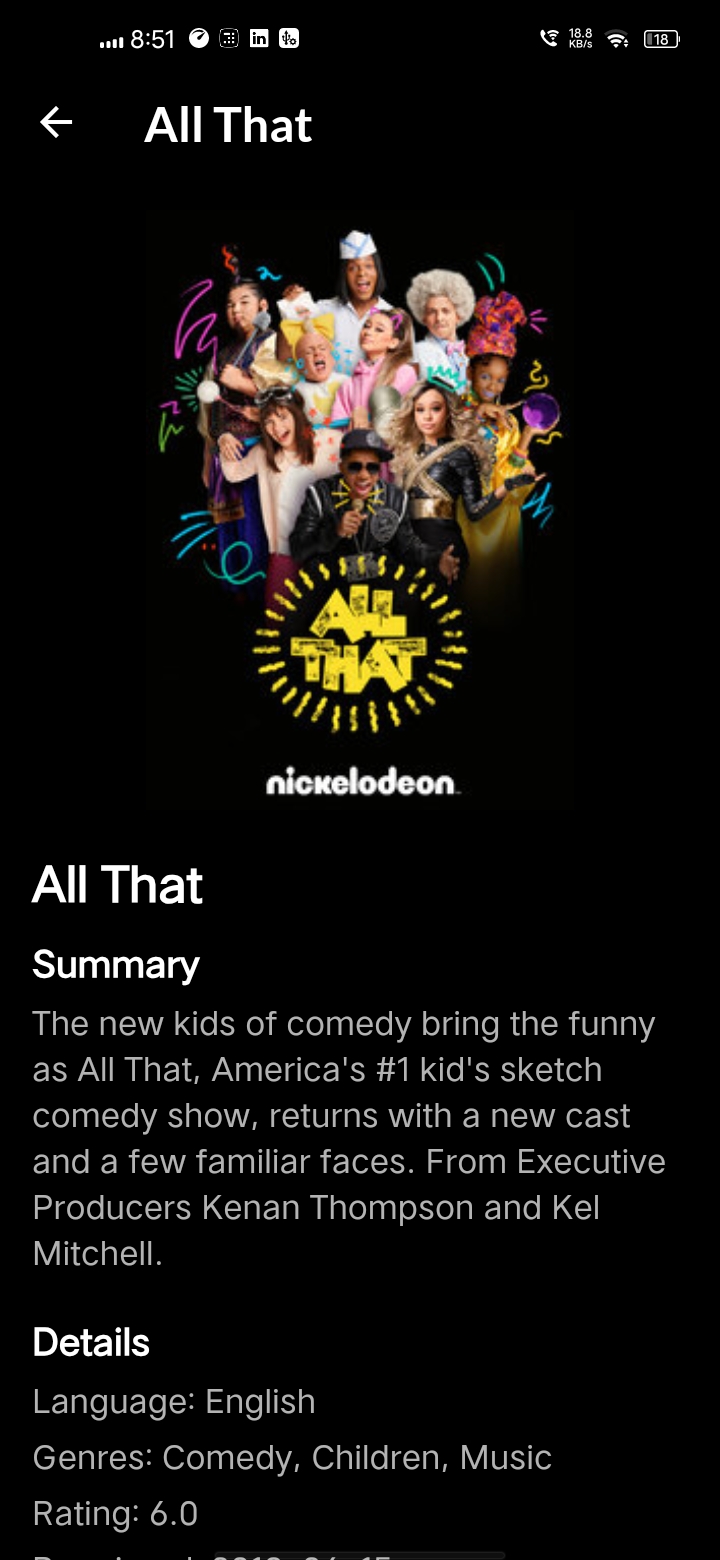 8:51
18.8
KB/s
18
All That
ALL
THAT
nickelodeon
All That
Summary
The new kids of comedy bring the funny
as All That, America's #1 kid's sketch
comedy show, returns with a new cast
and a few familiar faces. From Executive
Producers Kenan Thompson and Kel
Mitchell.
Details
Language: English
Genres: Comedy, Children, Music
Rating: 6.0